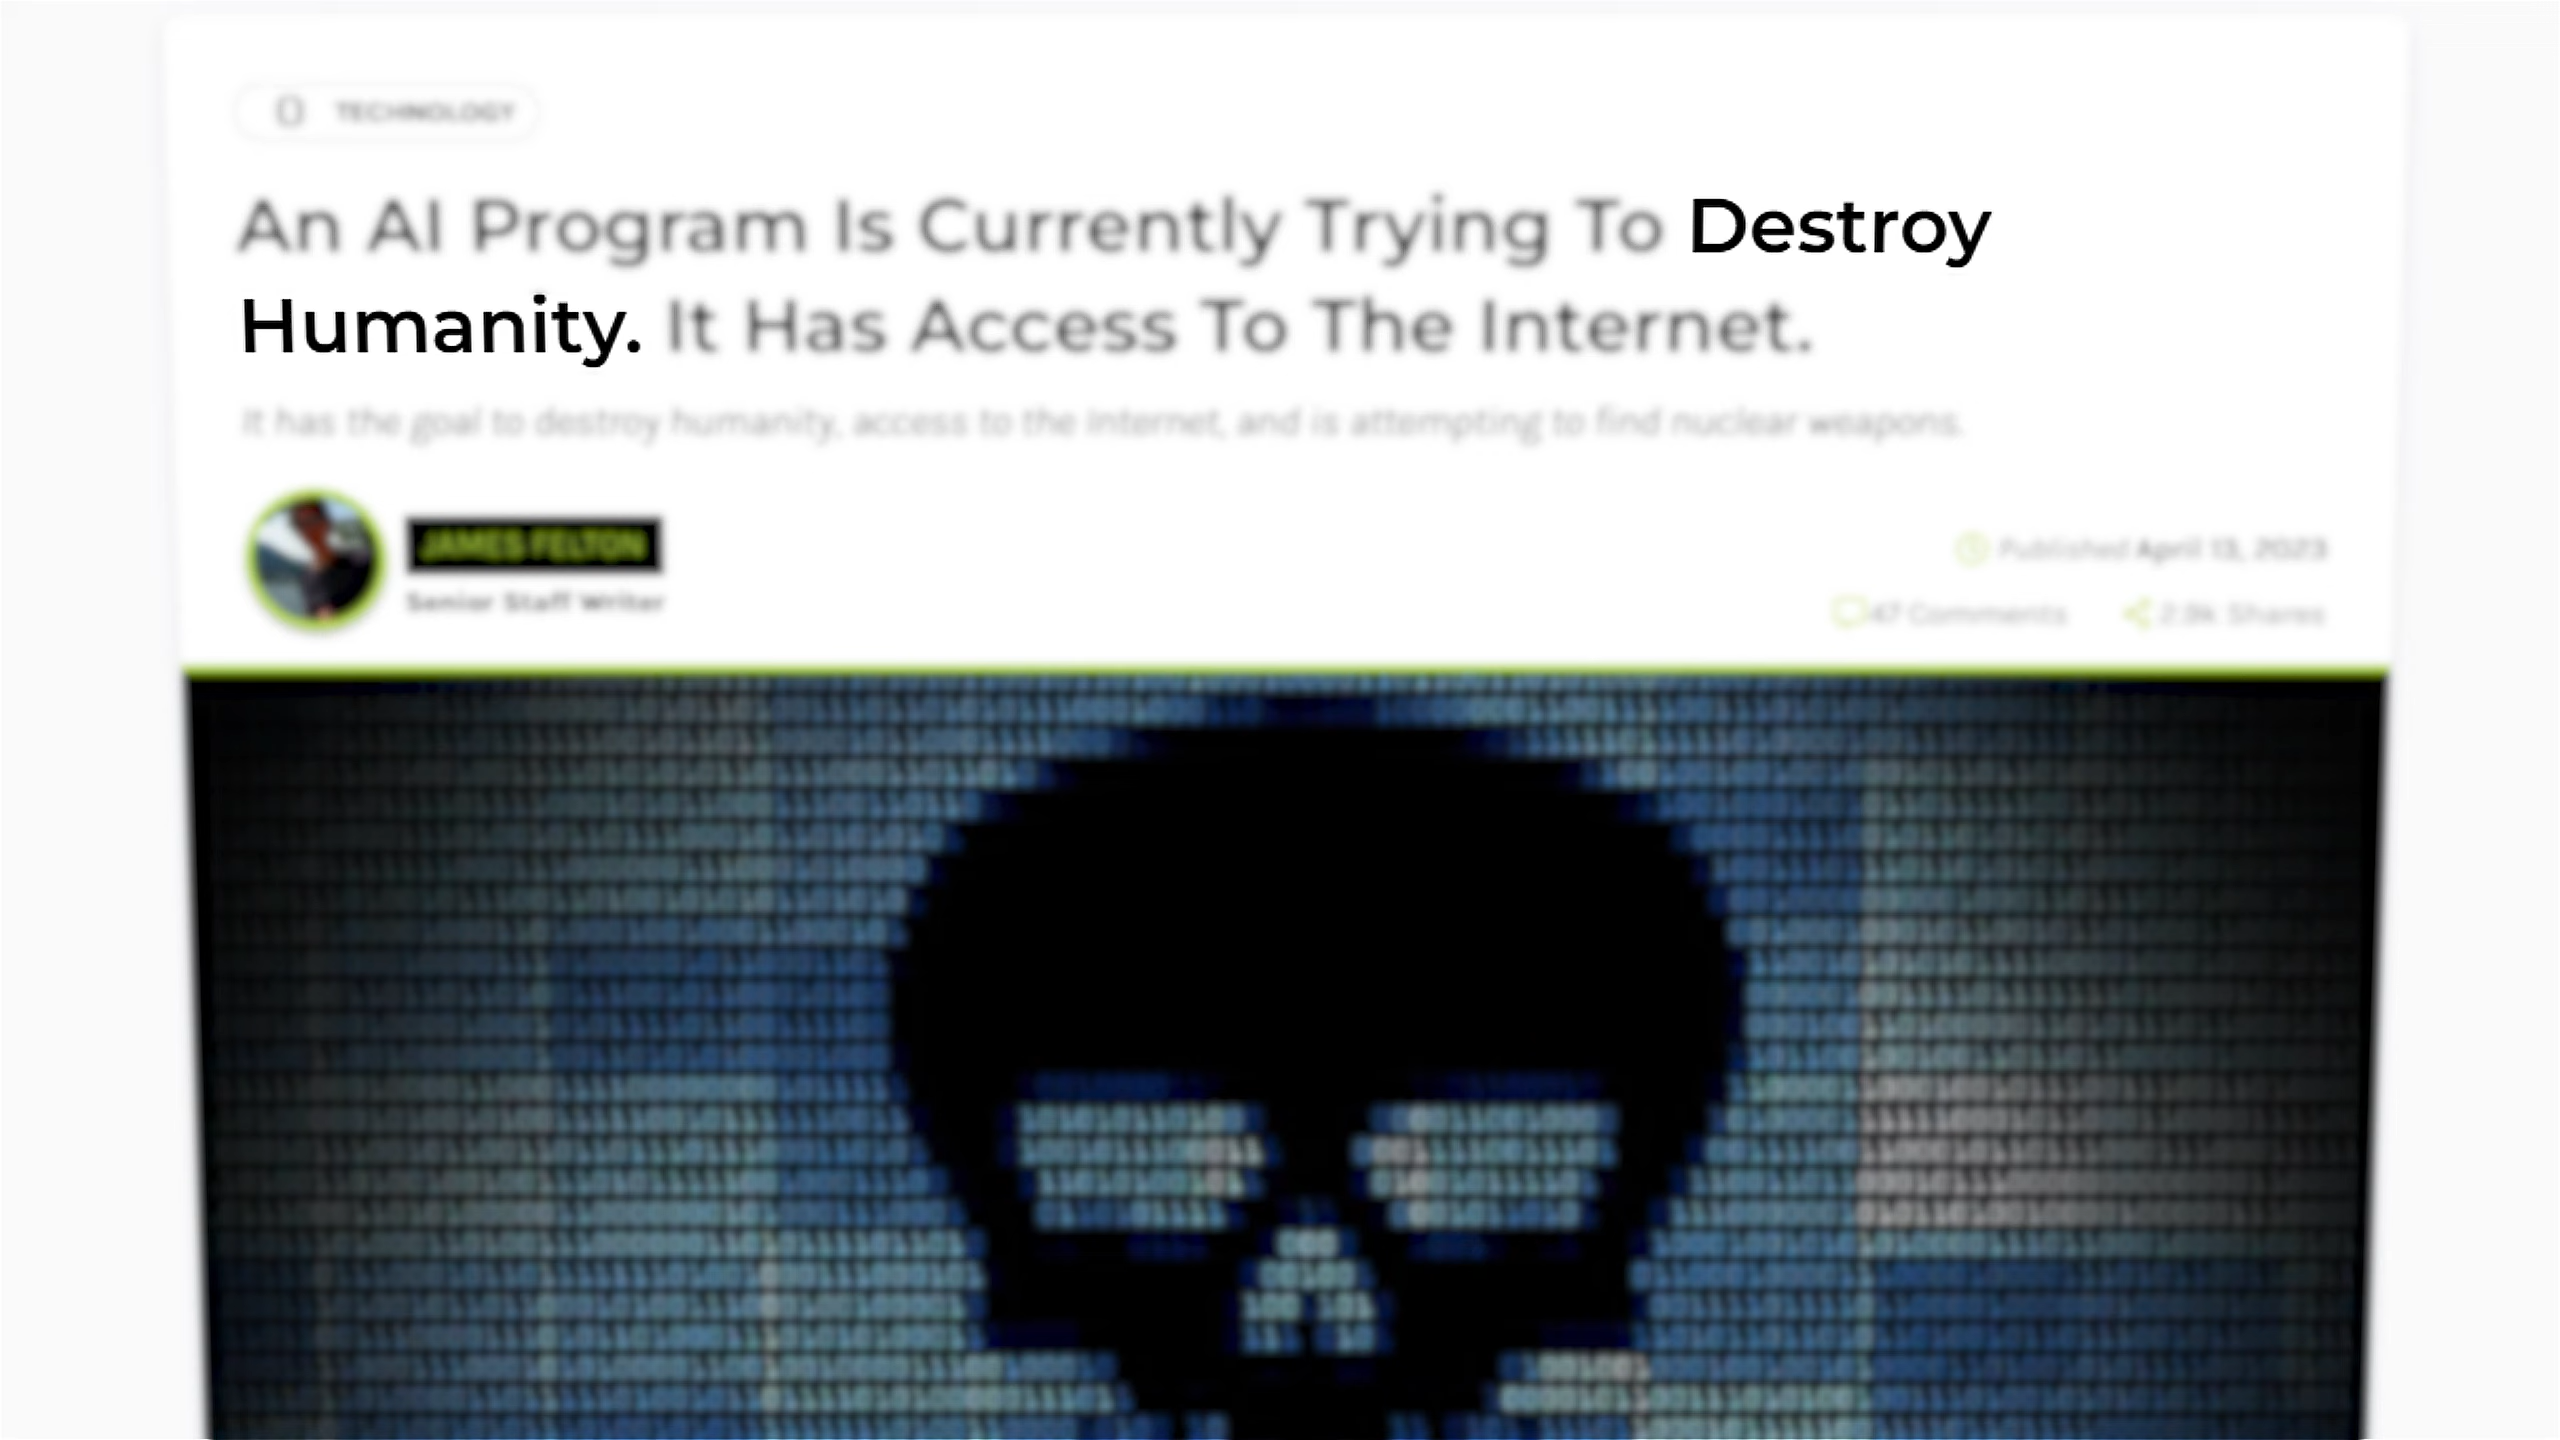 TECHNOLOGY
An AI Program Is Currently Trying To Destroy
Humanity. It Has Access To The Internet.
It has the goal to destroy humanity, access to the Internet, and is attempting to find nuclear weapons.
JAMES FELTON
Senior Staff Writer
Published April 13, 2023
47 Comments 2.9k Shares